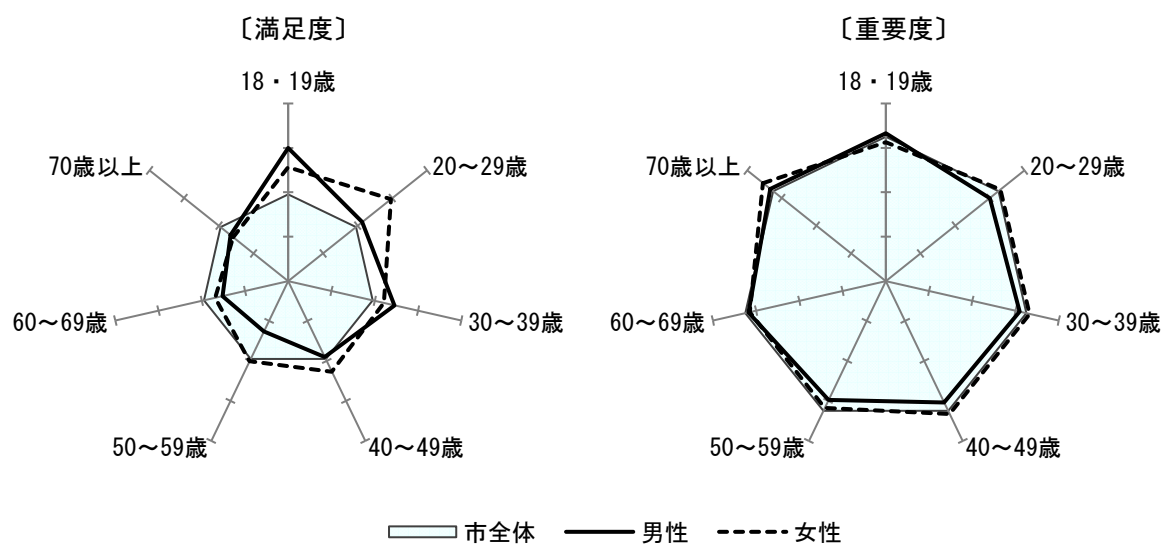 〔満足度〕
18・19歳
20～29歳
30～39歳
40～49歳
50～59歳
60～69歳
70歳以上
〔重要度〕
18・19歳
20～29歳
30～39歳
40～49歳
50～59歳
60～69歳
70歳以上
市全体
男性
女性